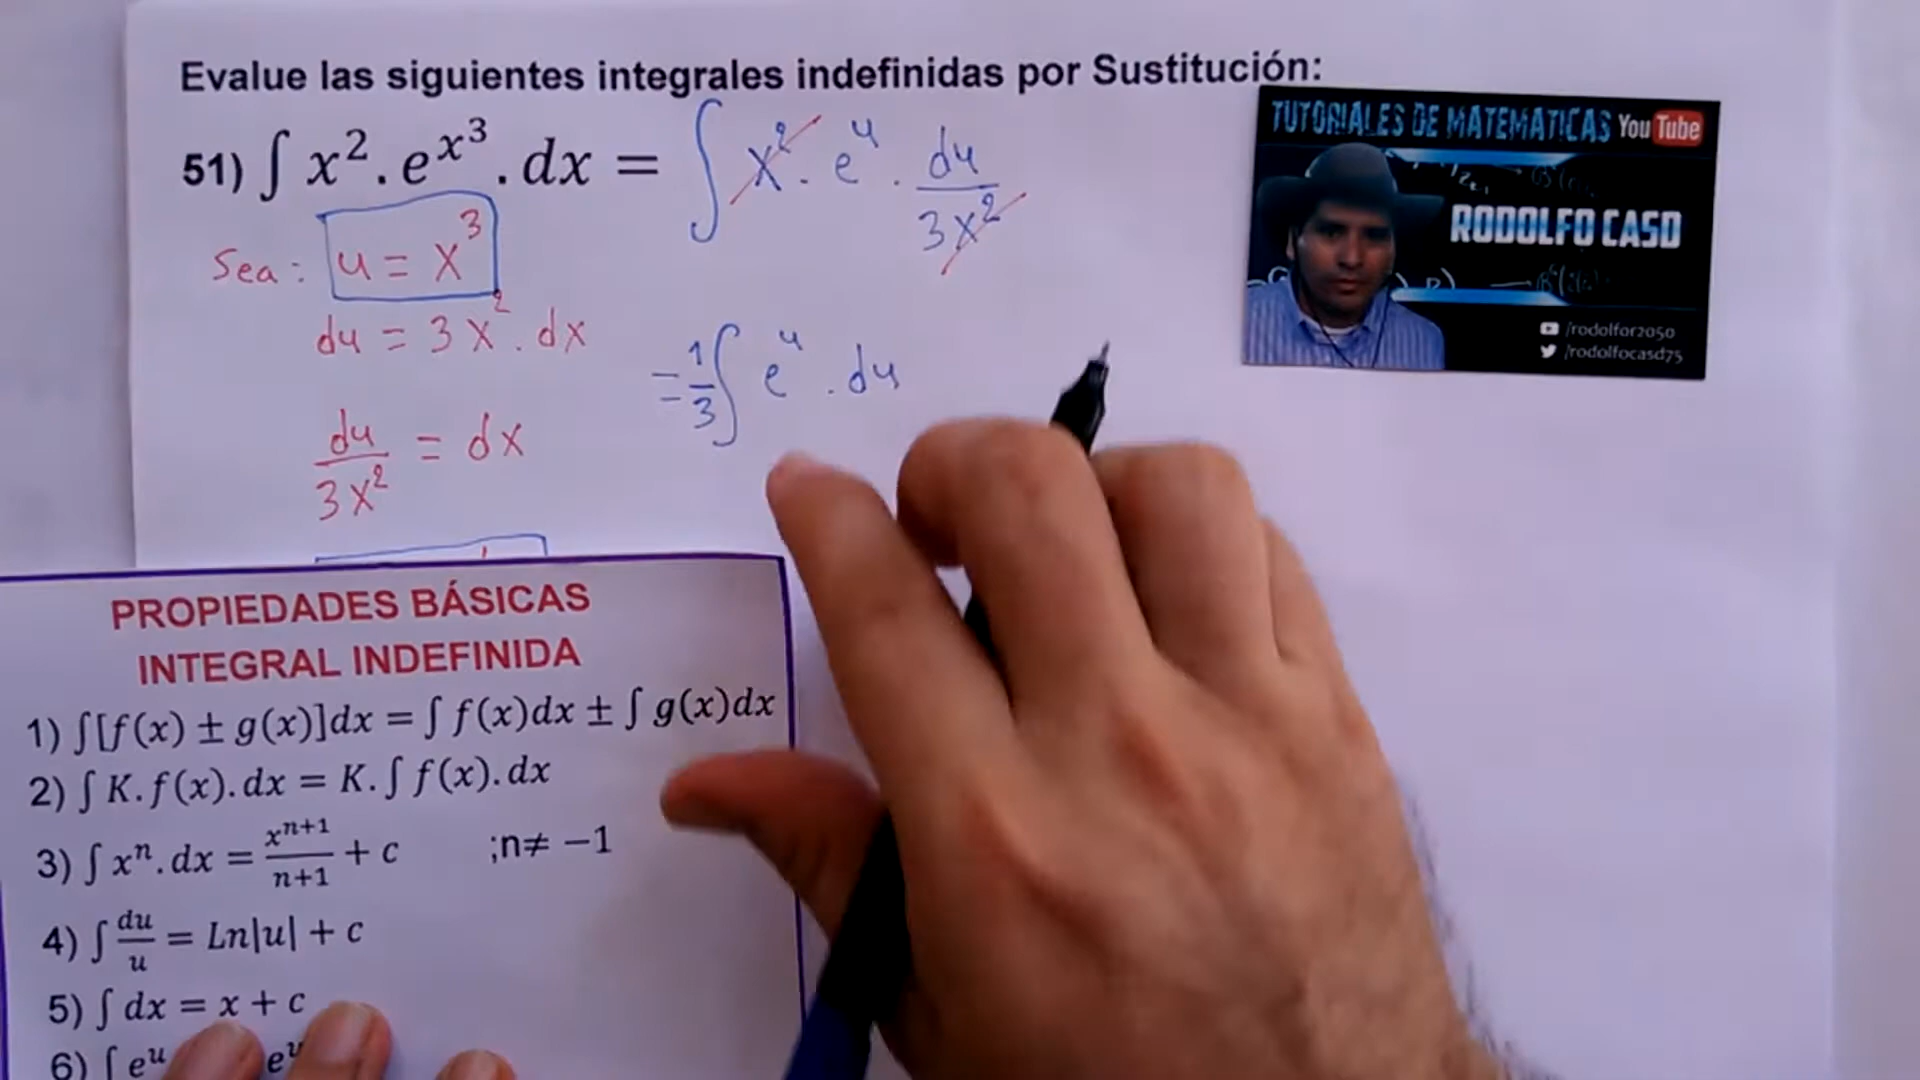 Evalue las siguientes integrales indefinidas por Sustitución:
51) ∫ x² . e^x³ . dx = ∫ x² . e^u . du/3x²
Sea: u = x³
du = 3x² . dx
= 1/3 ∫ e^u . du
du/3x² = dx
TUTORIALES DE MATEMATICAS YouTube
RODOLFO CASD
/rodolfor2050
/rodolfocasd75
PROPIEDADES BÁSICAS
INTEGRAL INDEFINIDA
1) ∫[f(x) ± g(x)]dx = ∫ f(x)dx ± ∫ g(x)dx
2) ∫ K. f(x). dx = K. ∫ f(x). dx
3) ∫ xⁿ. dx = xⁿ⁺¹/n+1 + c ;n≠ −1
4) ∫ du/u = Ln|u| + c
5) ∫ dx = x + c
6) ∫ e^u e^u